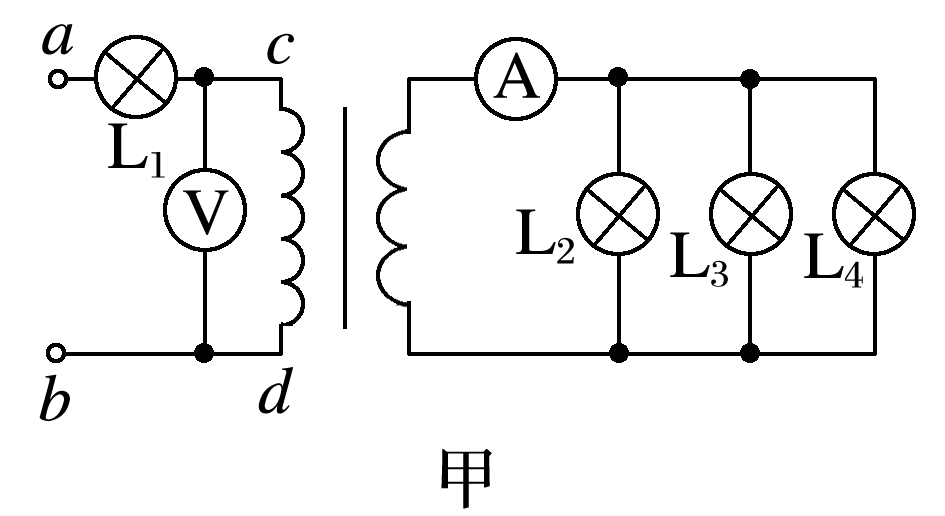 a c A
L₁ V
L₂ L₃ L₄
b d
甲